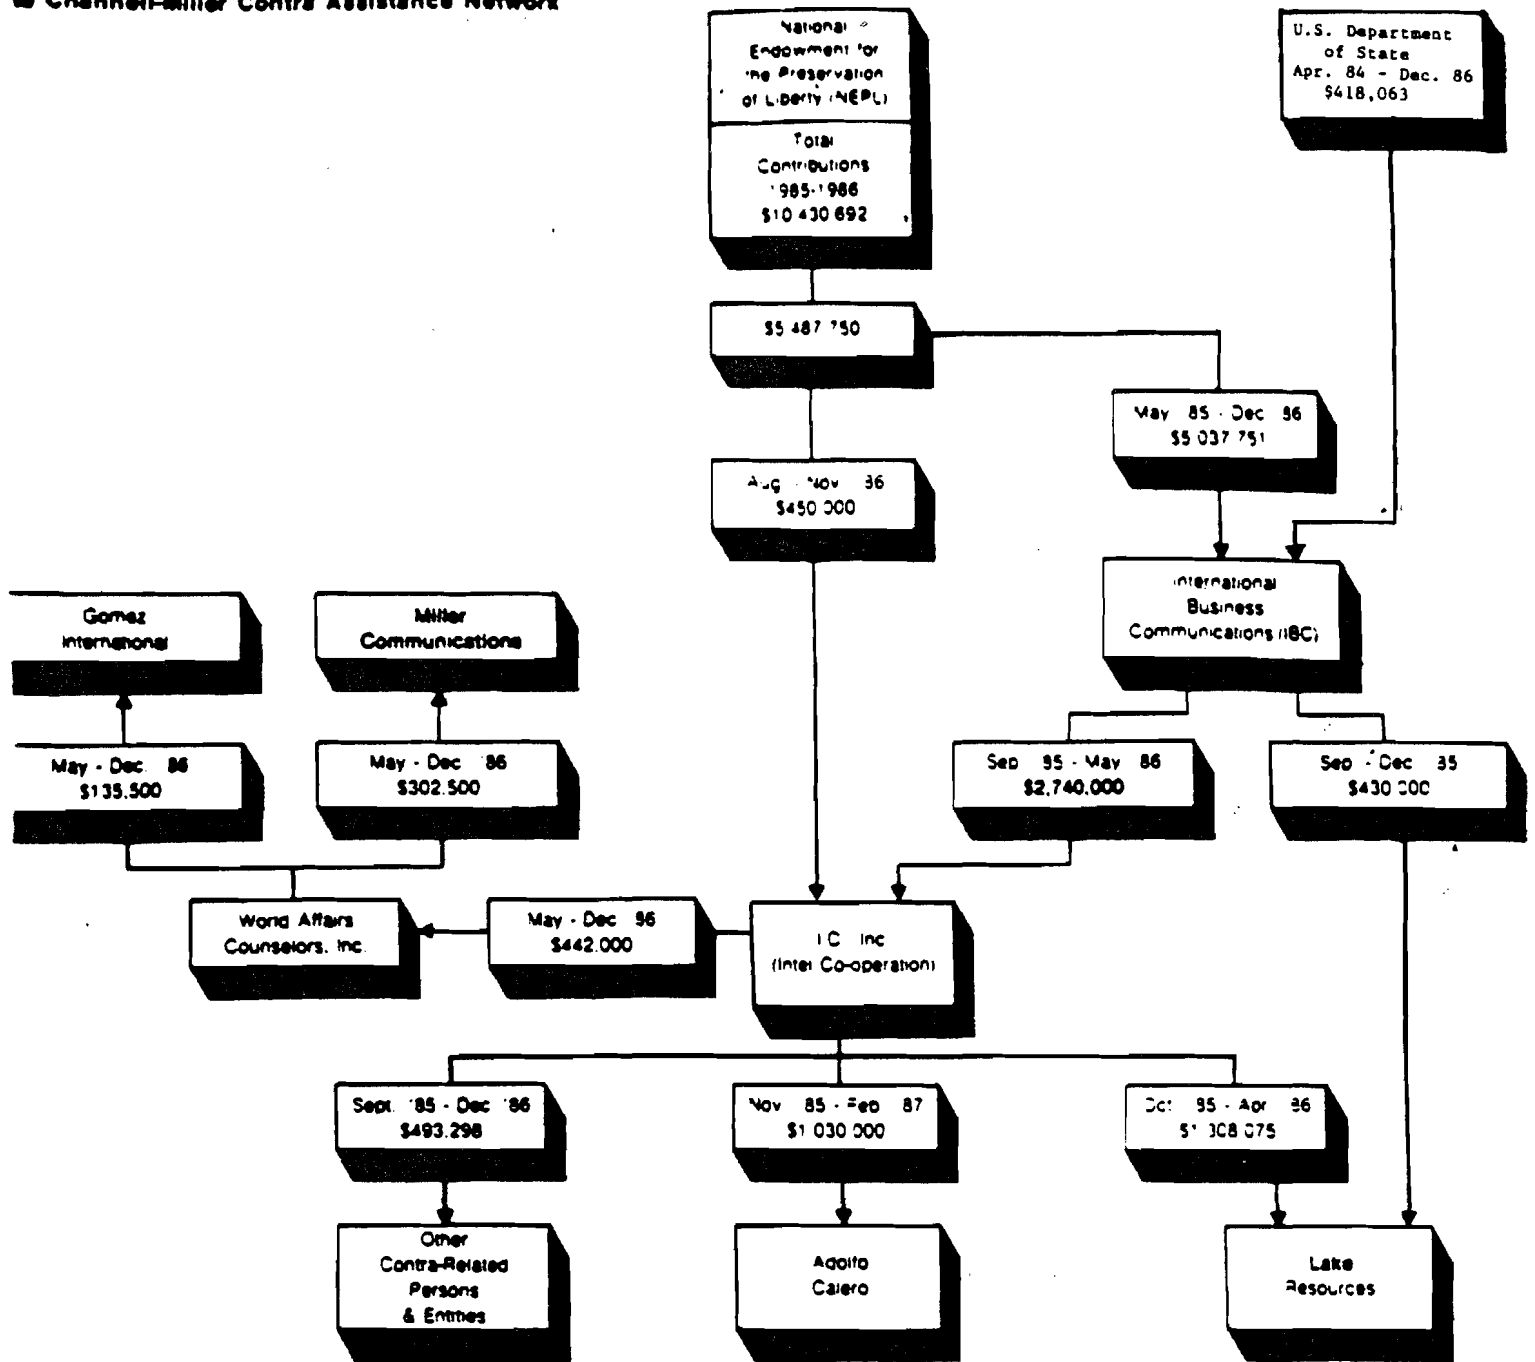 Channell-Miller Contra Assistance Network
National
Endowment for
the Preservation
of Liberty (NEPL)
Total
Contributions
1985-1986
$10 430 692
U.S. Department
of State
Apr. 84 - Dec. 86
$418,063
$5 487 750
May 85 - Dec 86
$5 037 751
Aug - Nov 86
$450 000
International
Business
Communications (IBC)
Gomez
International
Miller
Communications
May - Dec. 86
$135,500
May - Dec '86
$302,500
Sep 85 - May 86
$2,740,000
Sep - Dec 85
$430 000
World Affairs
Counselors, Inc.
May - Dec 86
$442,000
I C Inc
(Intel Co-operation)
Sept. '85 - Dec '86
$493,298
Nov 85 - Feb 87
$1 030 000
Oct 85 - Apr 86
$1 308 075
Other
Contra-Related
Persons
& Entities
Adolfo
Calero
Lake
Resources